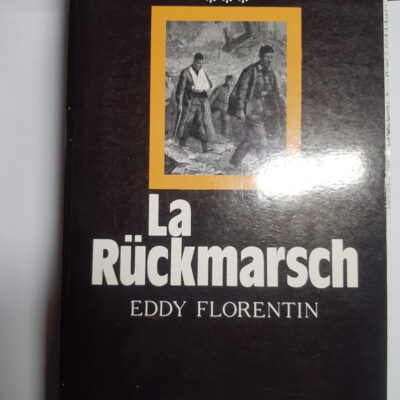 ***
La
Rückmarsch
EDDY FLORENTIN